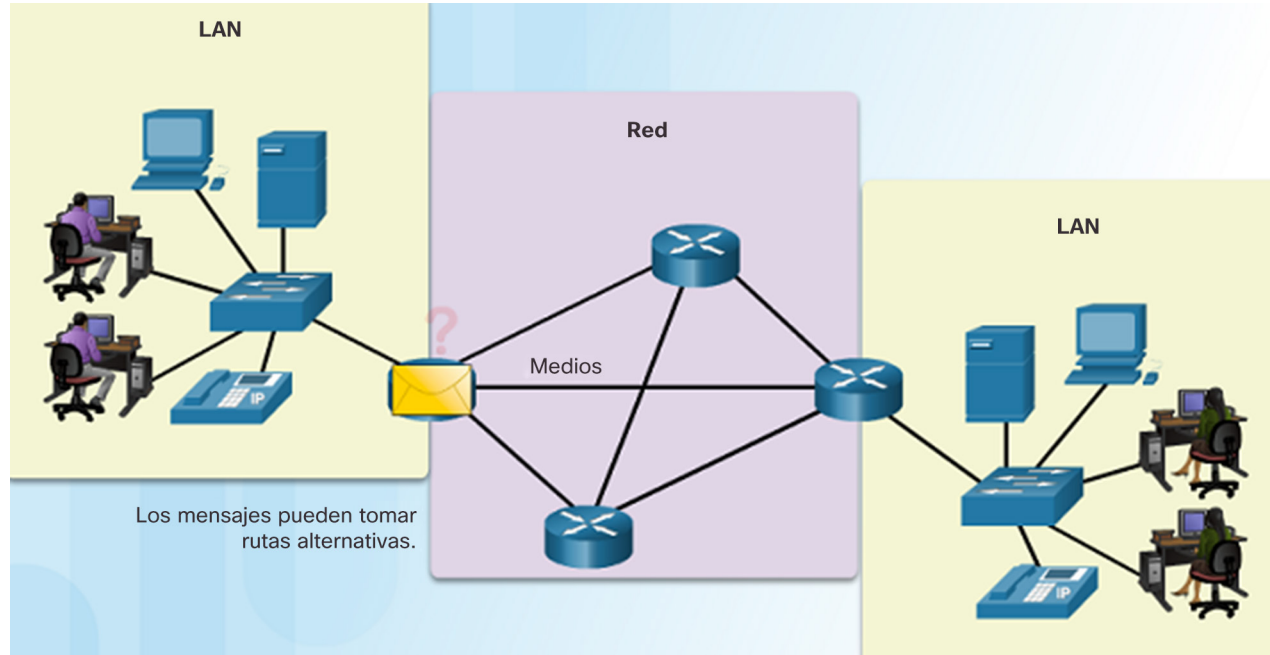 LAN
Red
LAN
?
Medios
IP
Los mensajes pueden tomar
rutas alternativas.
IP